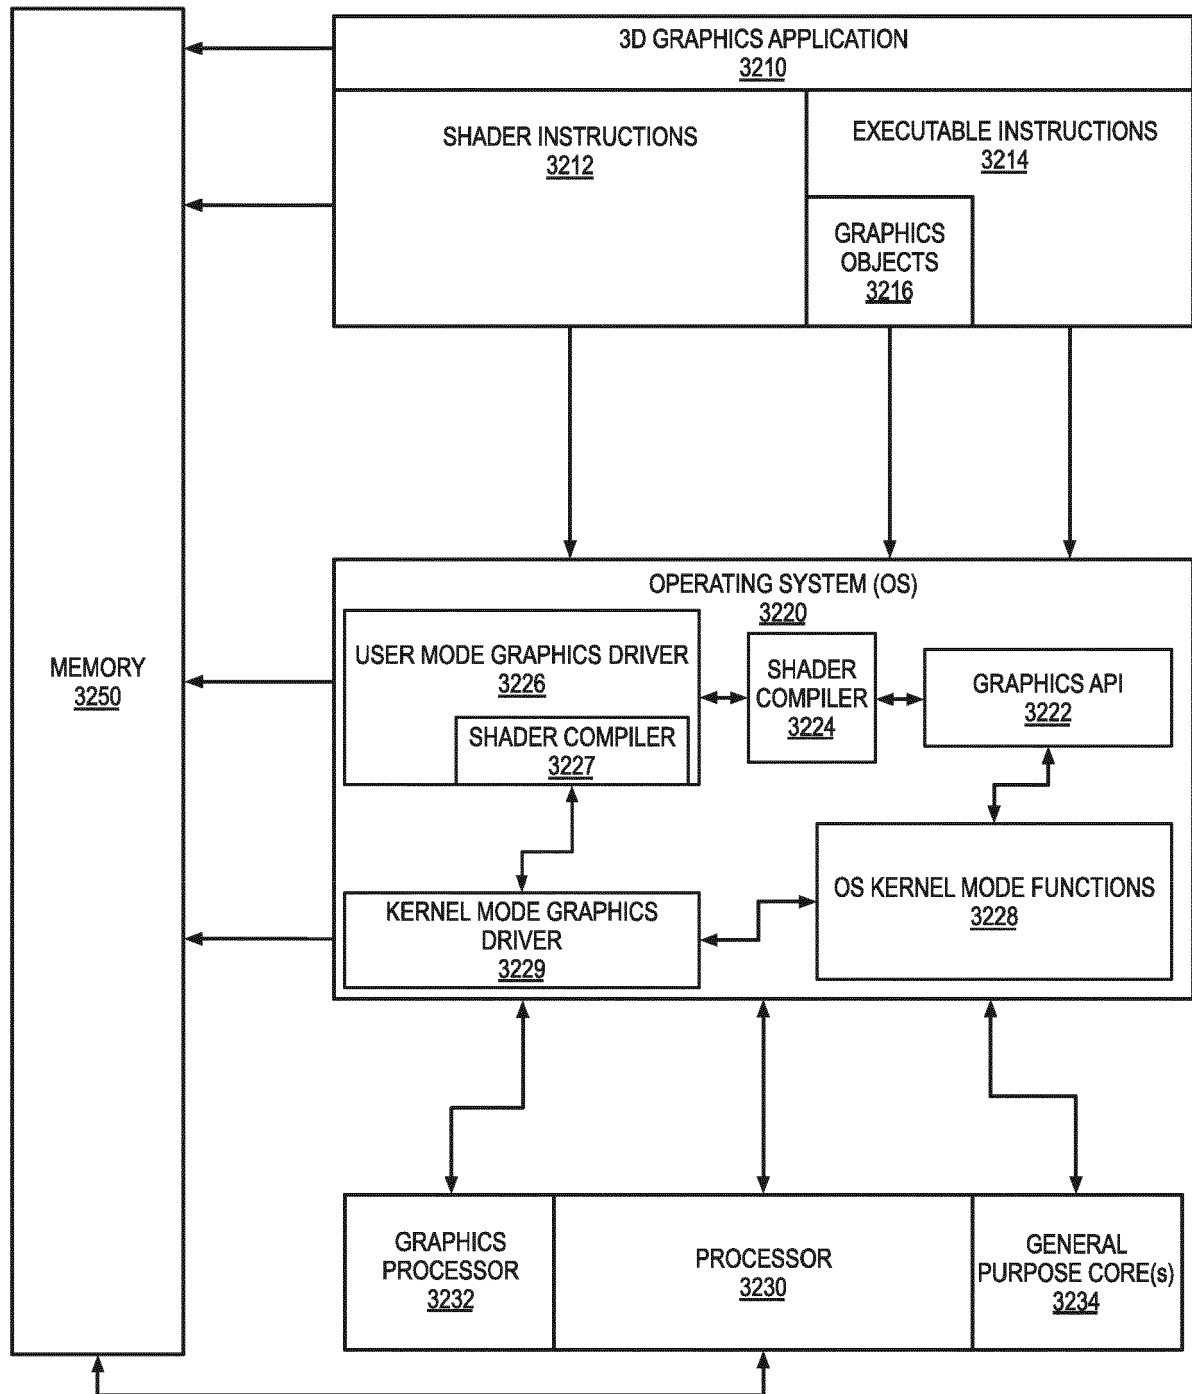 3D GRAPHICS APPLICATION
3210
SHADER INSTRUCTIONS
3212
EXECUTABLE INSTRUCTIONS
3214
GRAPHICS
OBJECTS
3216
OPERATING SYSTEM (OS)
3220
USER MODE GRAPHICS DRIVER
3226
SHADER COMPILER
3227
SHADER
COMPILER
3224
GRAPHICS API
3222
MEMORY
3250
KERNEL MODE GRAPHICS
DRIVER
3229
OS KERNEL MODE FUNCTIONS
3228
GRAPHICS
PROCESSOR
3232
PROCESSOR
3230
GENERAL
PURPOSE CORE(s)
3234